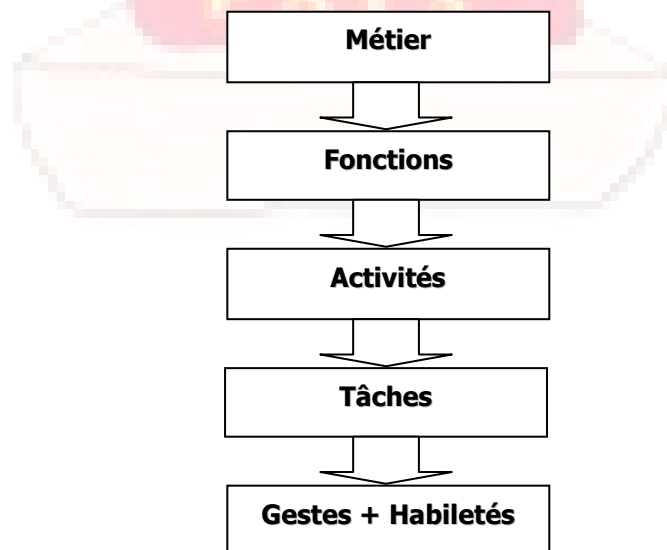 Métier
Fonctions
Activités
Tâches
Gestes + Habiletés